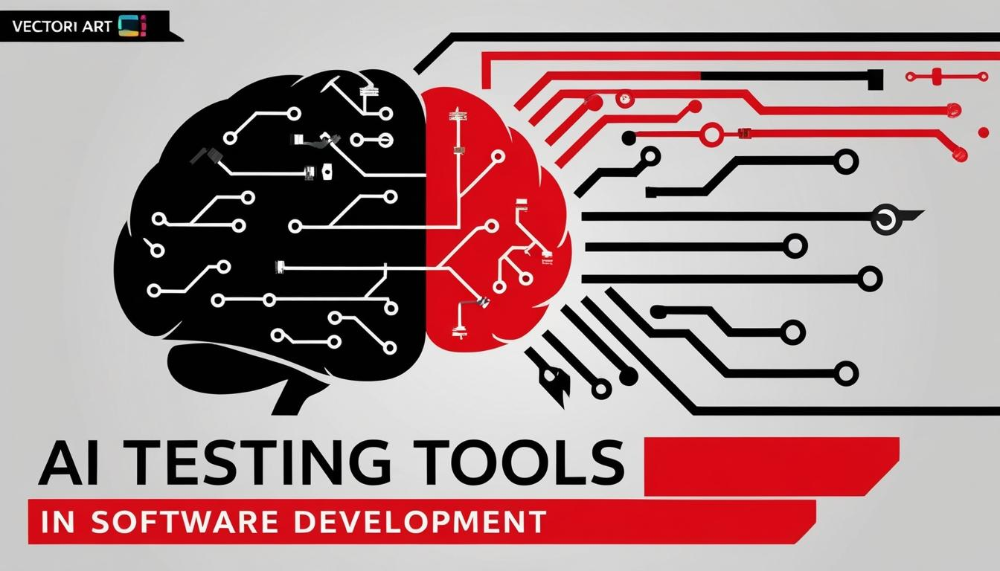 VECTORI ART
AI TESTING TOOLS
IN SOFTWARE DEVELOPMENT